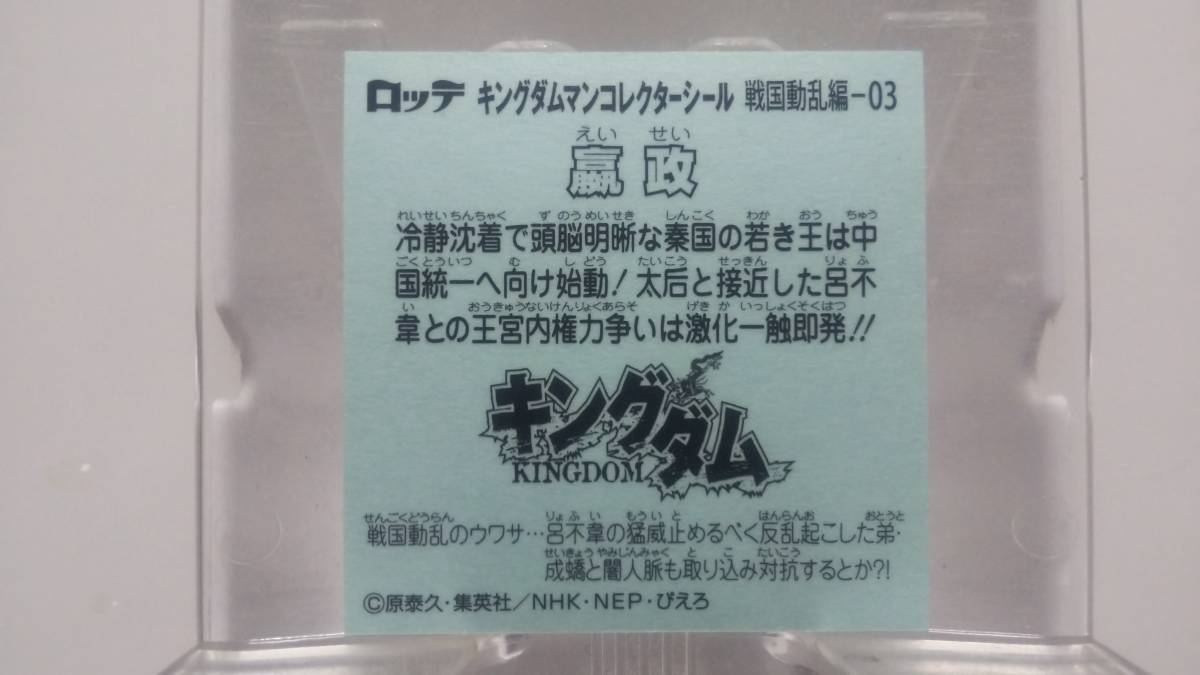 ロッテ キングダムマンコレクターシール 戦国動乱編-03
えい せい
嬴政
れいせいちんちゃく ずのうめいせき しんこく わか おう ちゅう
冷静沈着で頭脳明晰な秦国の若き王は中
ごくとういつ む しどう たいこう せっきん りょふ
国統一へ向け始動! 太后と接近した呂不
い おうきゅうないけんりょくあらそ げきか いっしょくそくはつ
韋との王宮内権力争いは激化一触即発!!
キングダム
KINGDOM
せんごくどうらん りょふい もういと はんらんお おとうと
戦国動乱のウワサ…呂不韋の猛威止めるべく反乱起こした弟・
せいきょう やみじんみゃく とこ たいこう
成蟜と闇人脈も取り込み対抗するとか?!
©原泰久・集英社/NHK・NEP・ぴえろ